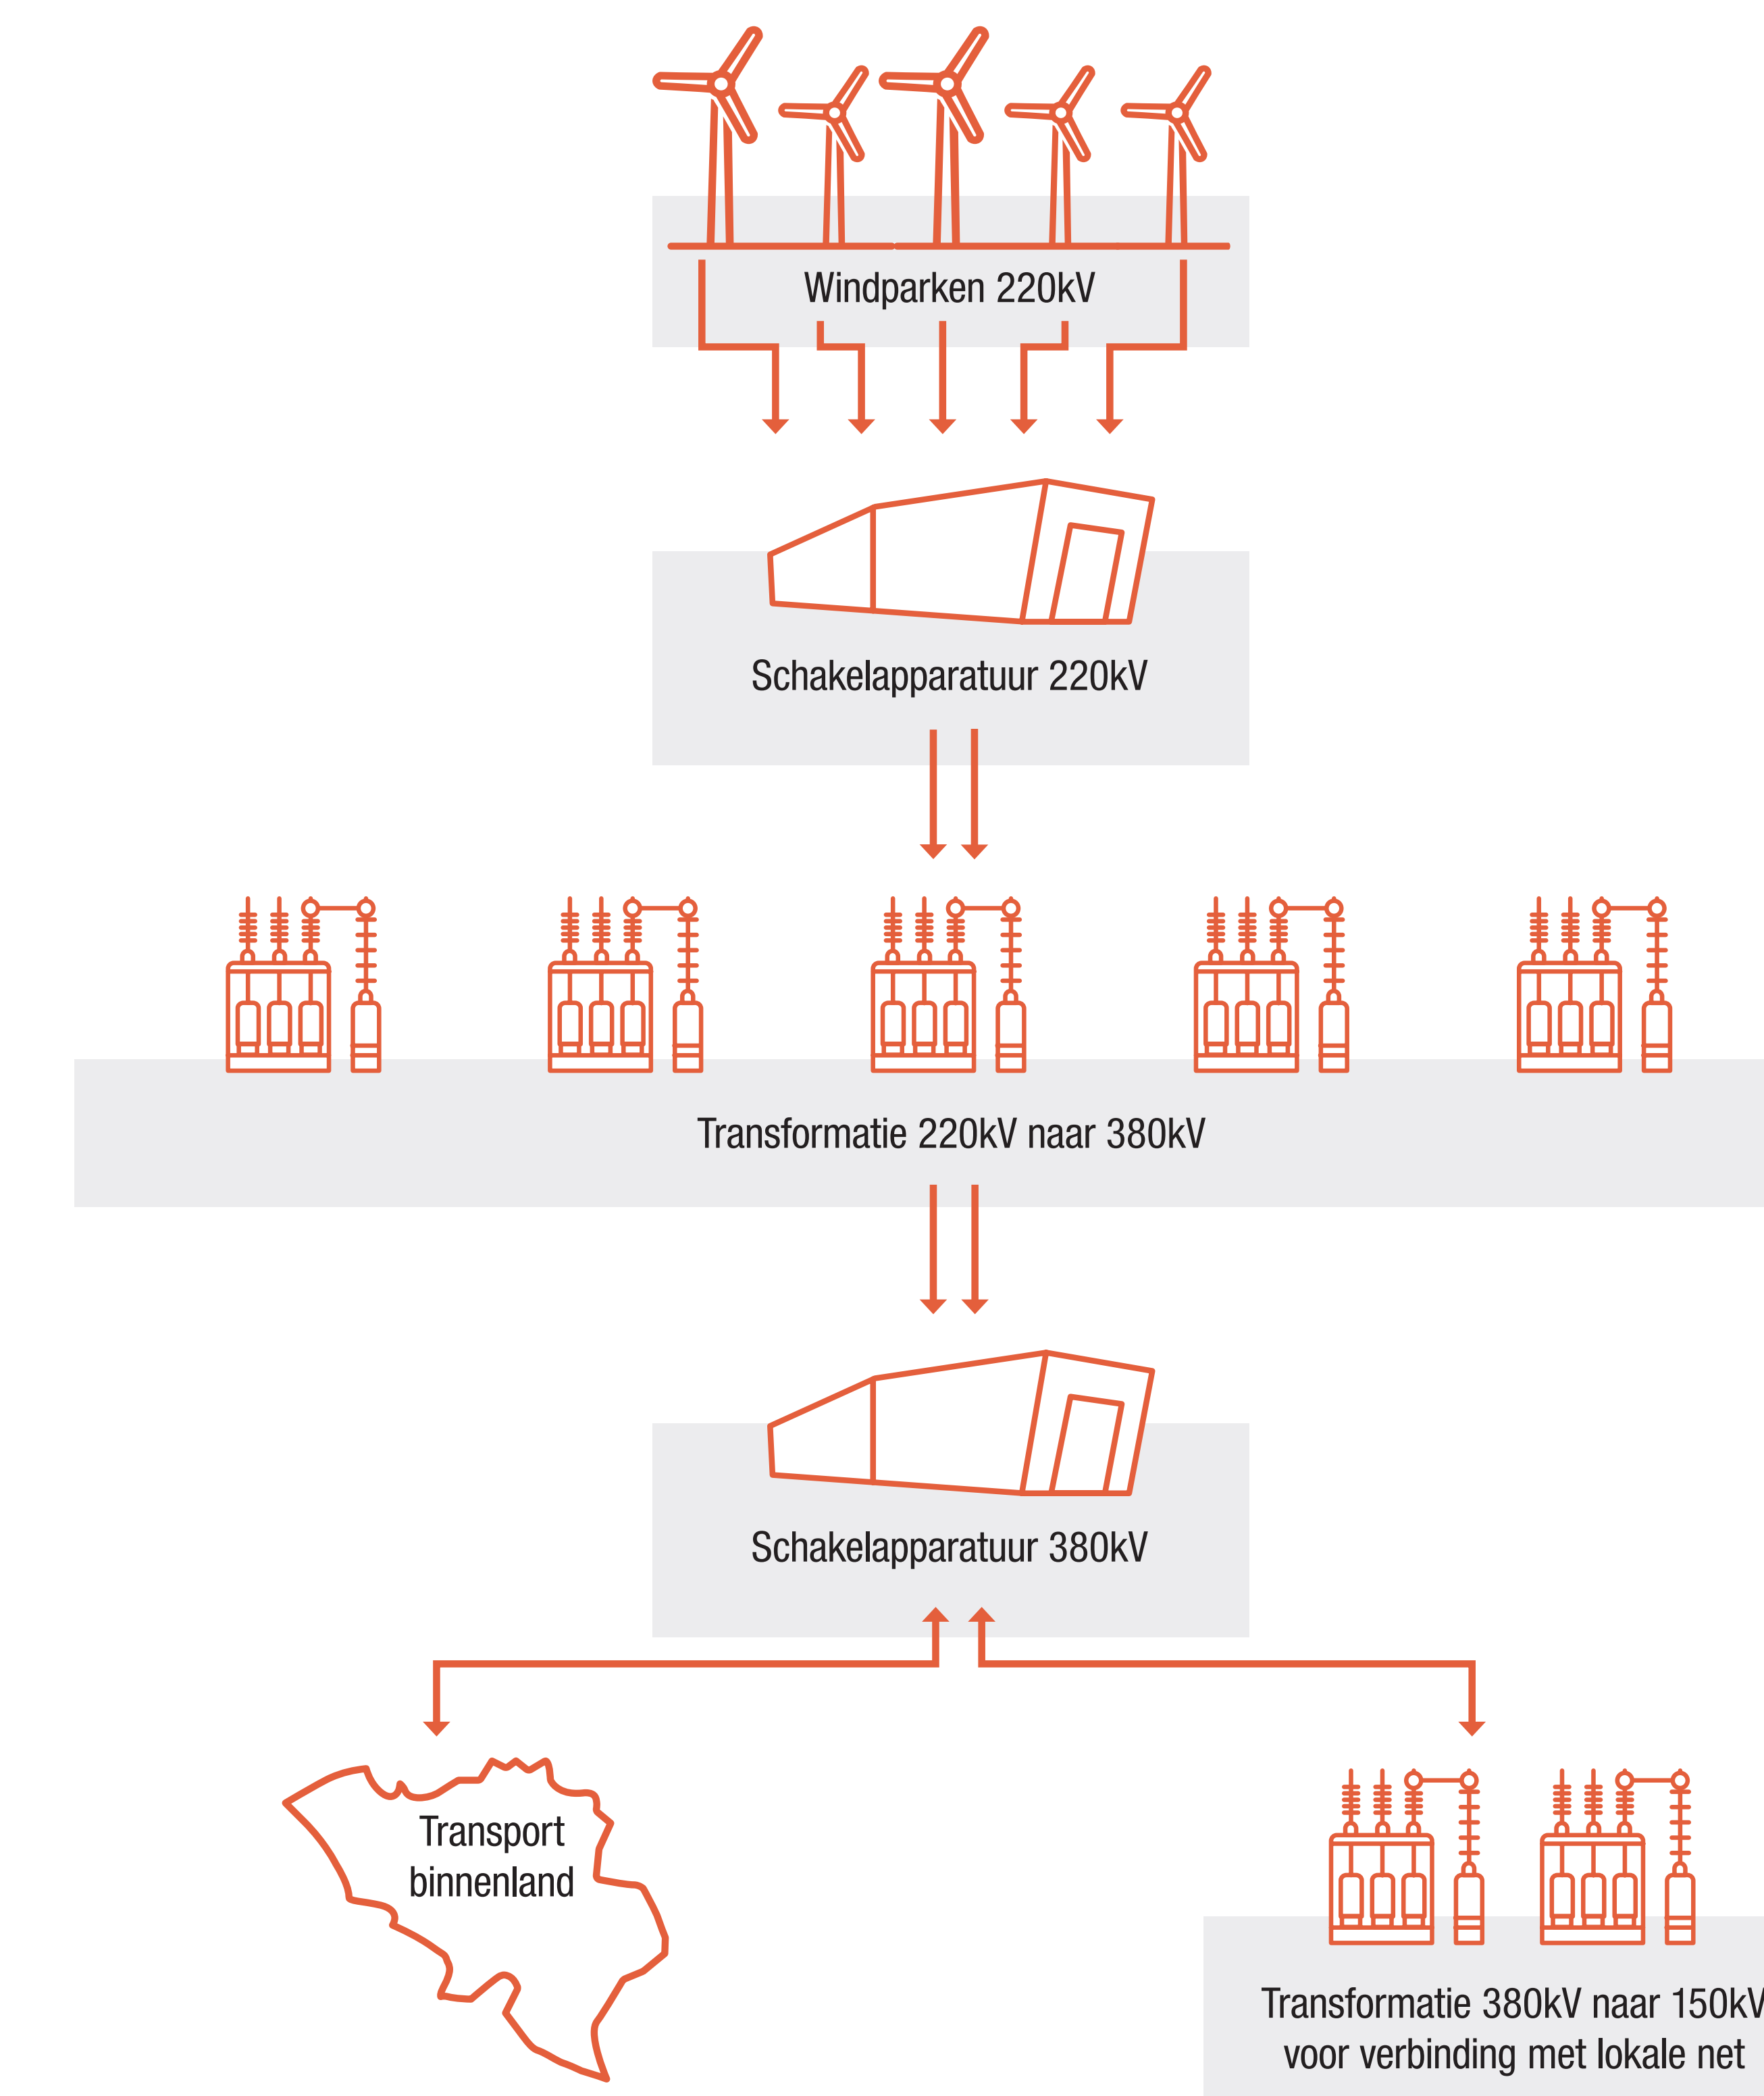 Windparken 220kV
Schakelapparatuur 220kV
Transformatie 220kV naar 380kV
Schakelapparatuur 380kV
Transport
binnenland
Transformatie 380kV naar 150kV
voor verbinding met lokale net